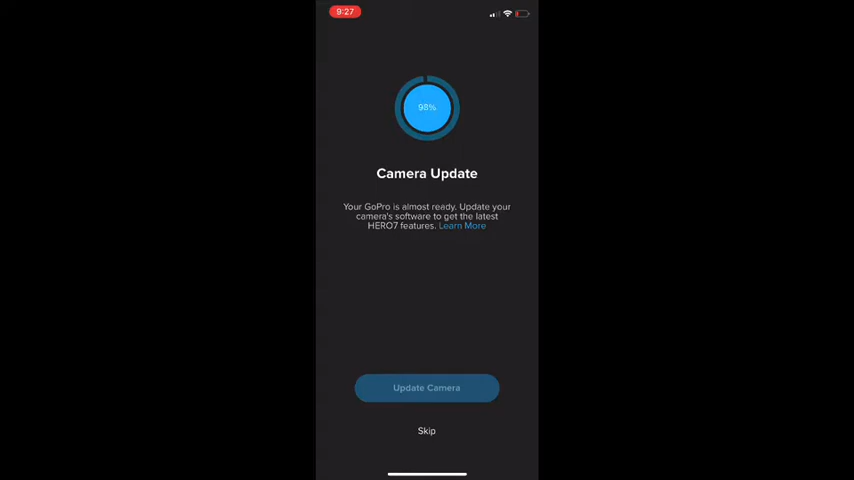 9:27
98%
Camera Update
Your GoPro is almost ready. Update your
camera's software to get the latest
HERO7 features. Learn More
Update Camera
Skip